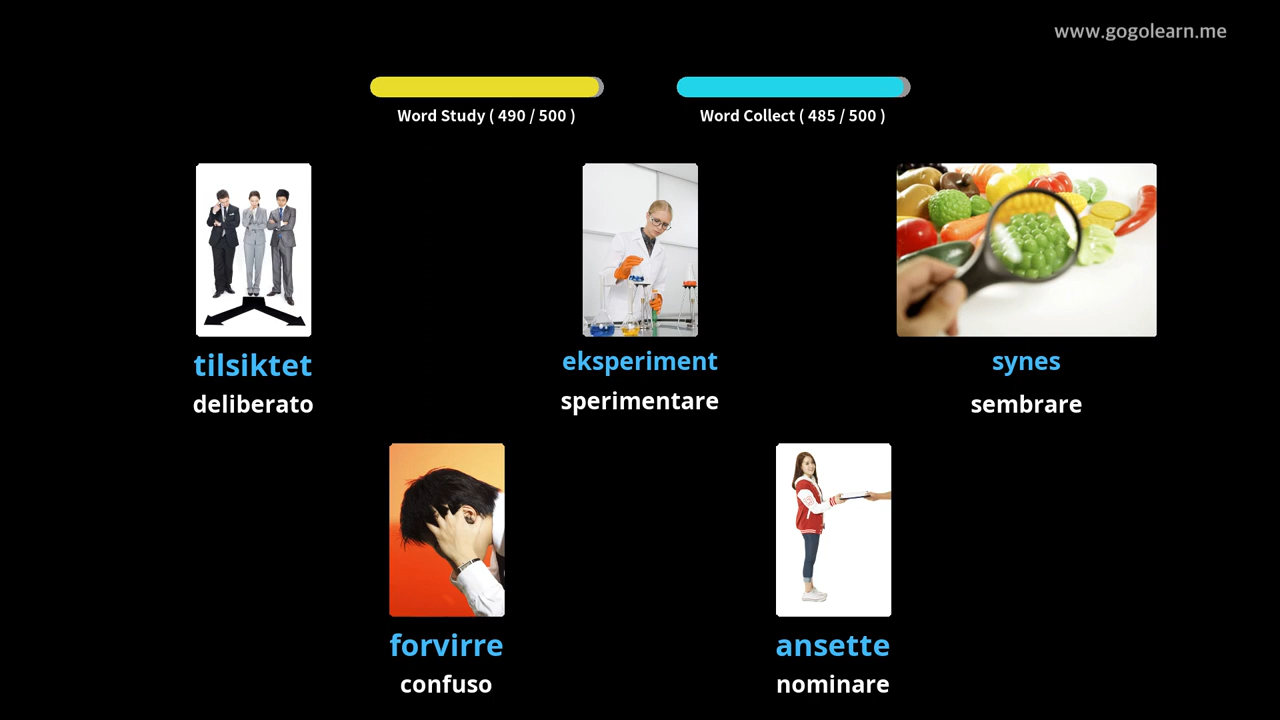 www.gogolearn.me
Word Study ( 490 / 500 )
Word Collect ( 485 / 500 )
tilsiktet
deliberato
eksperiment
sperimentare
synes
sembrare
forvirre
confuso
ansette
nominare